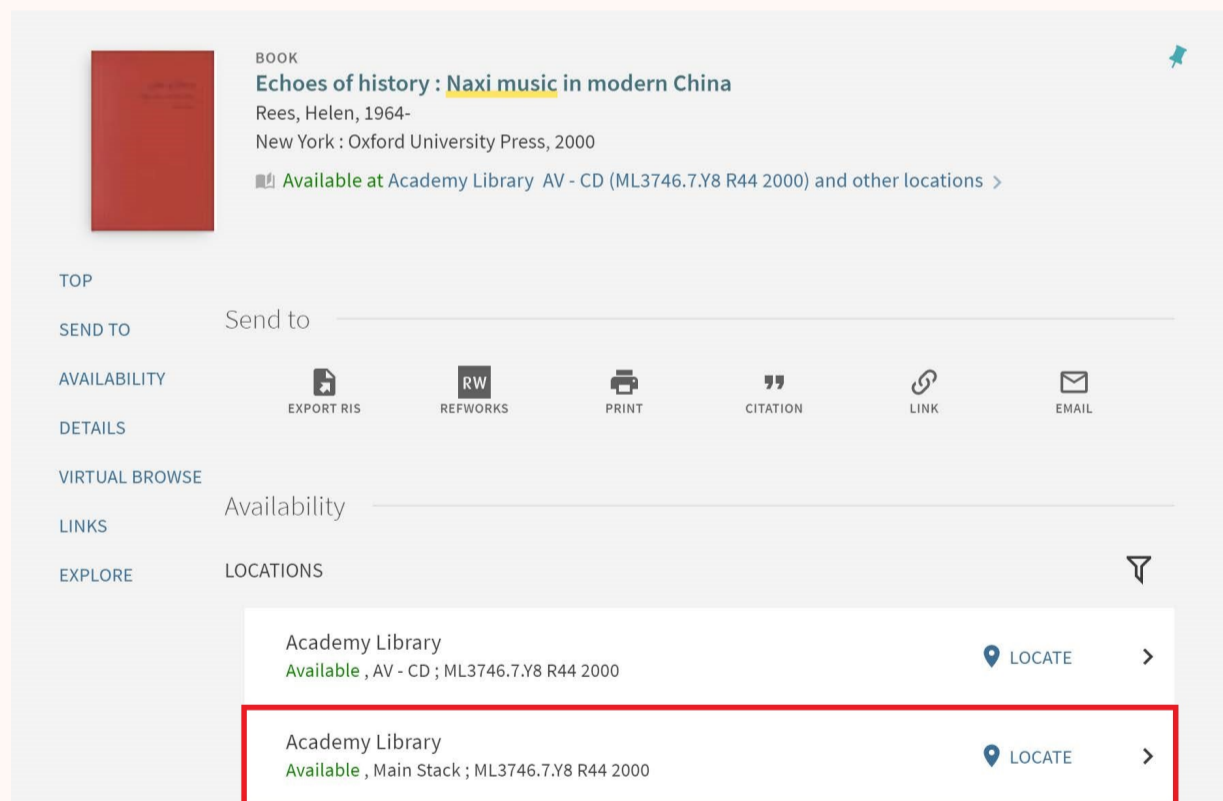 BOOK
Echoes of history : Naxi music in modern China
Rees, Helen, 1964-
New York : Oxford University Press, 2000
Available at Academy Library AV - CD (ML3746.7.Y8 R44 2000) and other locations
TOP
SEND TO
AVAILABILITY
DETAILS
VIRTUAL BROWSE
LINKS
EXPLORE
Send to
EXPORT RIS
RW
REFWORKS
PRINT
CITATION
LINK
EMAIL
Availability
LOCATIONS
Academy Library
Available , AV - CD ; ML3746.7.Y8 R44 2000
LOCATE
Academy Library
Available , Main Stack ; ML3746.7.Y8 R44 2000
LOCATE